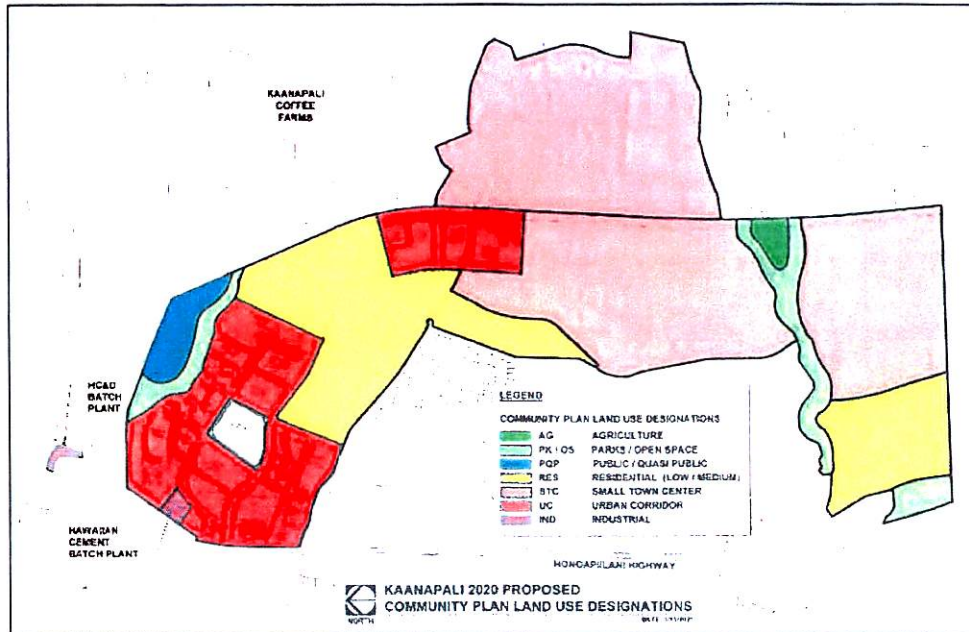 KAANAPALI
COFFEE
FARMS
HC&D
BATCH
PLANT
HAWAIIAN
CEMENT
BATCH PLANT
LEGEND
COMMUNITY PLAN LAND USE DESIGNATIONS
AG AGRICULTURE
PK / OS PARKS / OPEN SPACE
PQP PUBLIC / QUASI PUBLIC
RES RESIDENTIAL (LOW / MEDIUM)
STC SMALL TOWN CENTER
UC URBAN CORRIDOR
IND INDUSTRIAL
HONOAPIILANI HIGHWAY
KAANAPALI 2020 PROPOSED
COMMUNITY PLAN LAND USE DESIGNATIONS
NORTH
DATE: